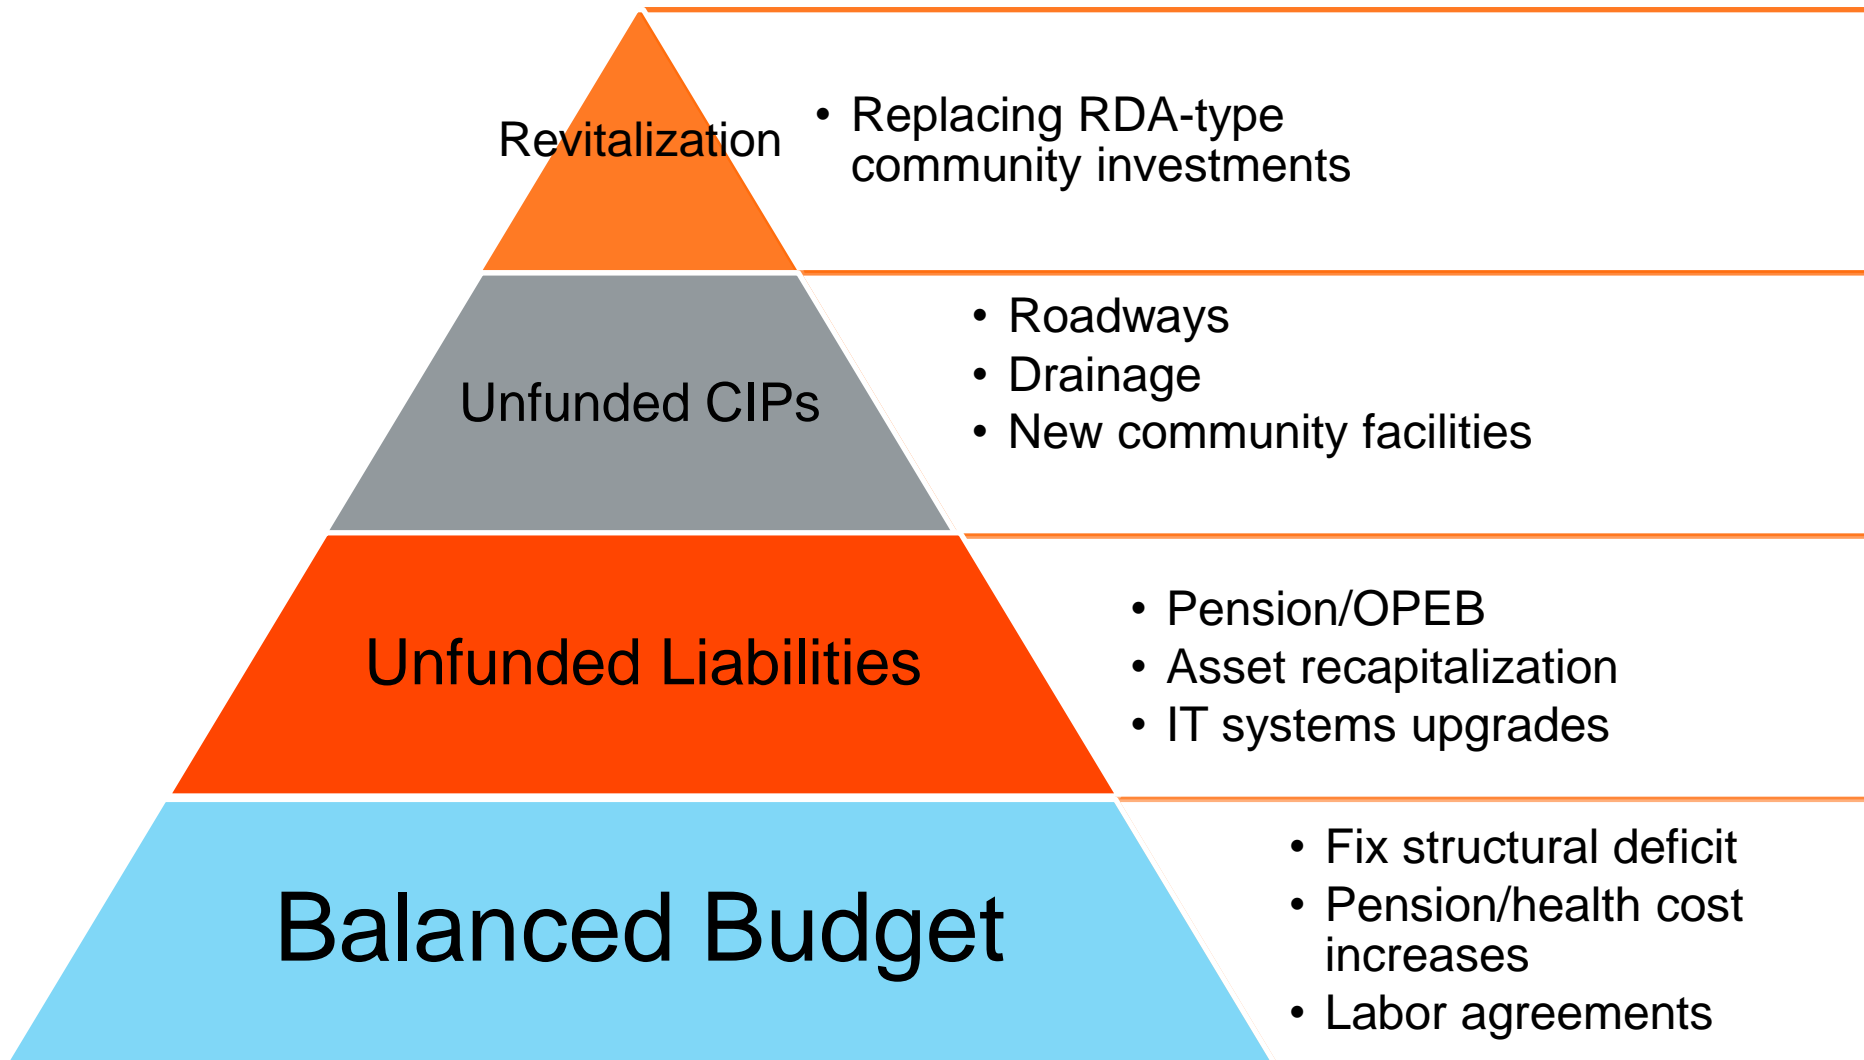 Revitalization
• Replacing RDA-type
community investments
Unfunded CIPs
• Roadways
• Drainage
• New community facilities
Unfunded Liabilities
• Pension/OPEB
• Asset recapitalization
• IT systems upgrades
Balanced Budget
• Fix structural deficit
• Pension/health cost
increases
• Labor agreements